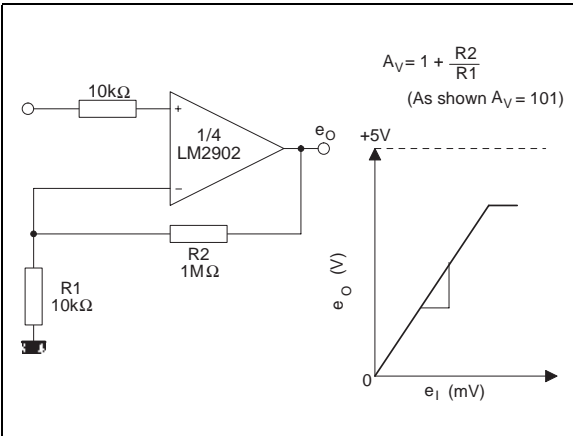 A_V = 1 + R2/R1
(As shown A_V = 101)
10kΩ
+
1/4
LM2902
−
e_O
R2
1MΩ
R1
10kΩ
+5V
e_O (V)
0
e_I (mV)